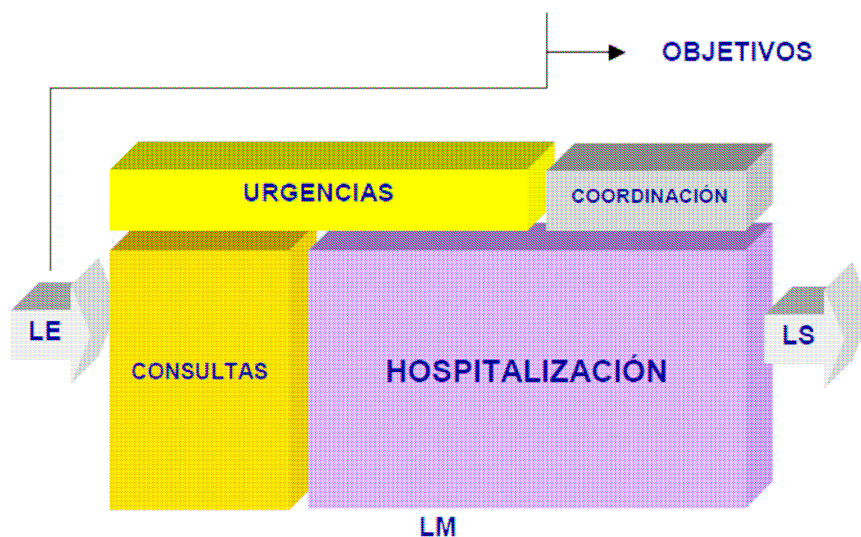 OBJETIVOS
URGENCIAS
COORDINACIÓN
LE
CONSULTAS
HOSPITALIZACIÓN
LS
LM